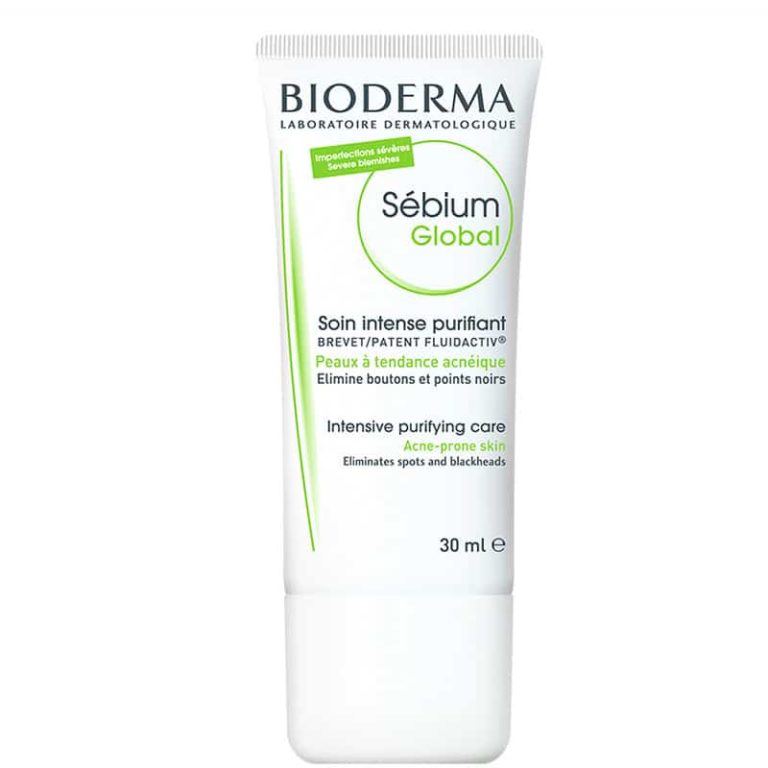 BIODERMA
LABORATOIRE DERMATOLOGIQUE
Imperfections sévères
Severe blemishes
Sébium
Global
Soin intense purifiant
BREVET/PATENT FLUIDACTIV®
Peaux à tendance acnéique
Elimine boutons et points noirs
Intensive purifying care
Acne-prone skin
Eliminates spots and blackheads
30 ml ℮